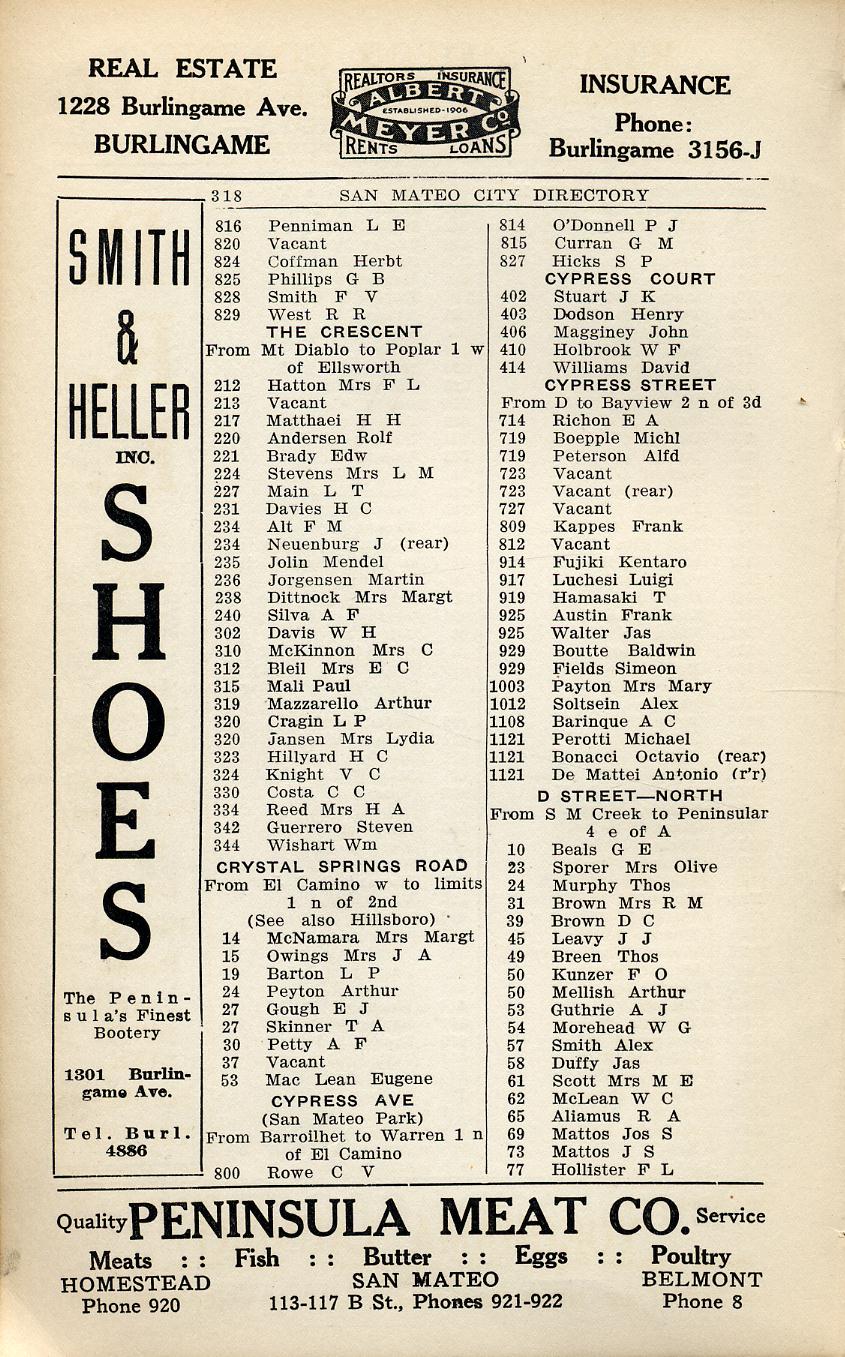 REAL ESTATE
1228 Burlingame Ave.
BURLINGAME
REALTORS INSURANCE
ALBERT
ESTABLISHED-1906
MEYER Co
RENTS LOANS
INSURANCE
Phone:
Burlingame 3156-J
318 SAN MATEO CITY DIRECTORY
SMITH
&
HELLER
INC.
S
H
O
E
S
The Penin-
sula's Finest
Bootery
1301 Burlin-
game Ave.
Tel. Burl.
4886
816 Penniman L E
820 Vacant
824 Coffman Herbt
825 Phillips G B
828 Smith F V
829 West R R
THE CRESCENT
From Mt Diablo to Poplar 1 w
of Ellsworth
212 Hatton Mrs F L
213 Vacant
217 Matthaei H H
220 Andersen Rolf
221 Brady Edw
224 Stevens Mrs L M
227 Main L T
231 Davies H C
234 Alt F M
234 Neuenburg J (rear)
235 Jolin Mendel
236 Jorgensen Martin
238 Dittnock Mrs Margt
240 Silva A F
302 Davis W H
310 McKinnon Mrs C
312 Bleil Mrs E C
315 Mali Paul
319 Mazzarello Arthur
320 Cragin L P
320 Jansen Mrs Lydia
323 Hillyard H C
324 Knight V C
330 Costa C C
334 Reed Mrs H A
342 Guerrero Steven
344 Wishart Wm
CRYSTAL SPRINGS ROAD
From El Camino w to limits
1 n of 2nd
(See also Hillsboro)
14 McNamara Mrs Margt
15 Owings Mrs J A
19 Barton L P
24 Peyton Arthur
27 Gough E J
27 Skinner T A
30 Petty A F
37 Vacant
53 Mac Lean Eugene
CYPRESS AVE
(San Mateo Park)
From Barroilhet to Warren 1 n
of El Camino
800 Rowe C V
814 O'Donnell P J
815 Curran G M
827 Hicks S P
CYPRESS COURT
402 Stuart J K
403 Dodson Henry
406 Magginey John
410 Holbrook W F
414 Williams David
CYPRESS STREET
From D to Bayview 2 n of 3d
714 Richon E A
719 Boepple Michl
719 Peterson Alfd
723 Vacant
723 Vacant (rear)
727 Vacant
809 Kappes Frank
812 Vacant
914 Fujiki Kentaro
917 Luchesi Luigi
919 Hamasaki T
925 Austin Frank
925 Walter Jas
929 Boutte Baldwin
929 Fields Simeon
1003 Payton Mrs Mary
1012 Soltsein Alex
1108 Barinque A C
1121 Perotti Michael
1121 Bonacci Octavio (rear)
1121 De Mattei Antonio (r'r)
D STREET—NORTH
From S M Creek to Peninsular
4 e of A
10 Beals G E
23 Sporer Mrs Olive
24 Murphy Thos
31 Brown Mrs R M
39 Brown D C
45 Leavy J J
49 Breen Thos
50 Kunzer F O
50 Mellish Arthur
53 Guthrie A J
54 Morehead W G
57 Smith Alex
58 Duffy Jas
61 Scott Mrs M E
62 McLean W C
65 Aliamus R A
69 Mattos Jos S
73 Mattos J S
77 Hollister F L
Quality PENINSULA MEAT CO. Service
Meats : : Fish : : Butter : : Eggs : : Poultry
HOMESTEAD SAN MATEO BELMONT
Phone 920 113-117 B St., Phones 921-922 Phone 8